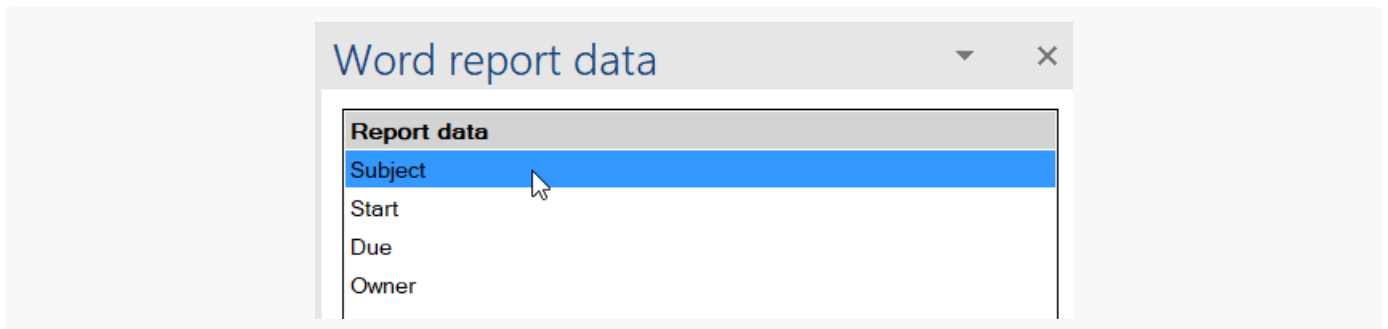 Word report data
Report data
Subject
Start
Due
Owner